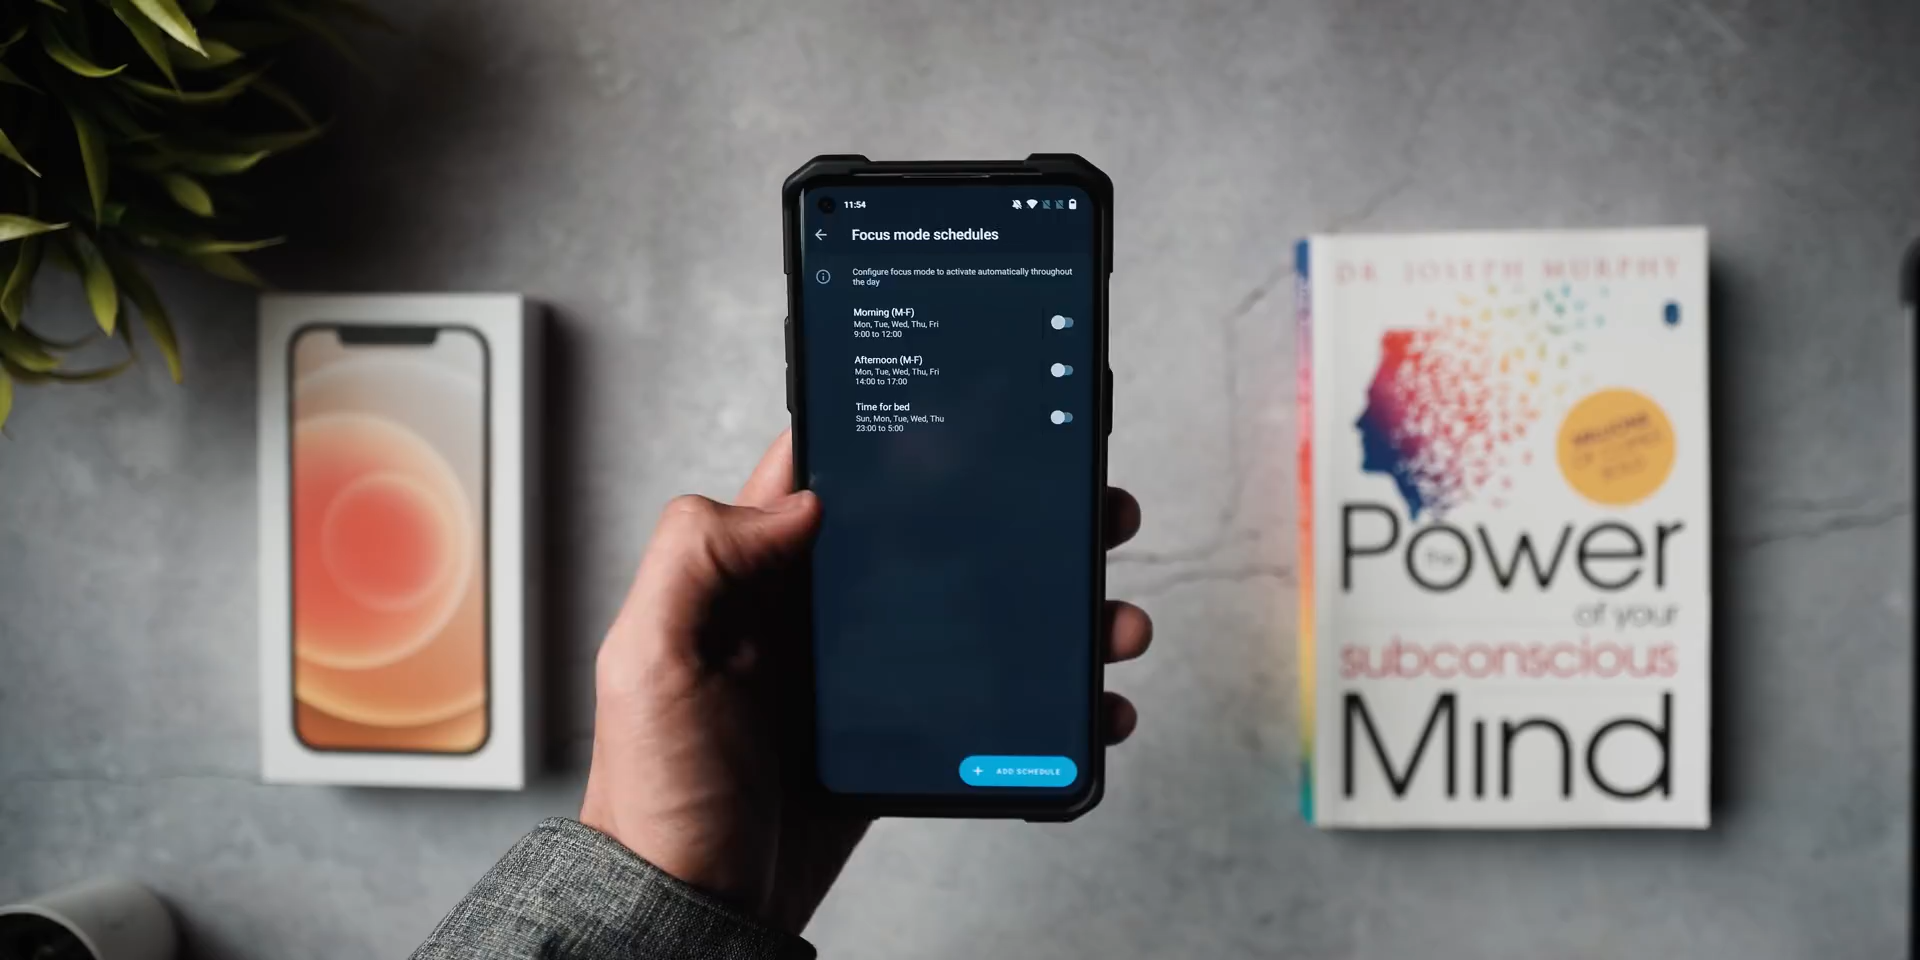 11:54
Focus mode schedules
Configure focus mode to activate automatically throughout
the day
Morning (M-F)
Mon, Tue, Wed, Thu, Fri
9:00 to 12:00
Afternoon (M-F)
Mon, Tue, Wed, Thu, Fri
14:00 to 17:00
Time for bed
Sun, Mon, Tue, Wed, Thu
23:00 to 5:00
+ ADD SCHEDULE
DR. JOSEPH MURPHY
The
Power
of your
subconscious
Mind